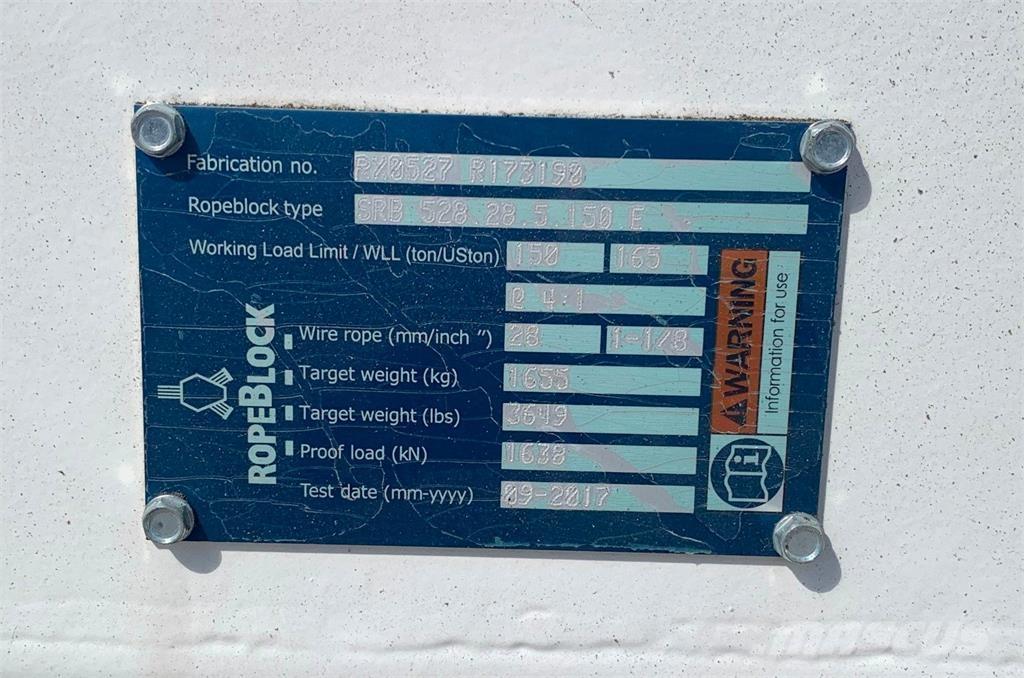 Fabrication no. PX0527 R173190
Ropeblock type SRB 528.28.5.150 E
Working Load Limit / WLL (ton/USton) 150 165
@ 4:1
Wire rope (mm/inch ") 28 1-1/8
Target weight (kg) 1655
Target weight (lbs) 3649
Proof load (kN) 1638
Test date (mm-yyyy) 09-2017
ROPEBLOCK®
WARNING
Information for use
mascus